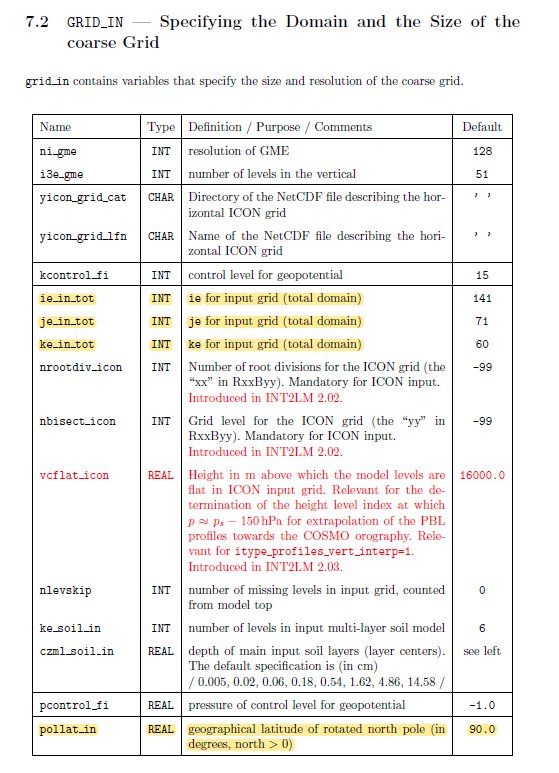 7.2 GRID_IN — Specifying the Domain and the Size of the
coarse Grid
grid_in contains variables that specify the size and resolution of the coarse grid.
Name Type Definition / Purpose / Comments Default
ni_gme INT resolution of GME 128
i3e_gme INT number of levels in the vertical 51
yicon_grid_cat CHAR Directory of the NetCDF file describing the hor- ' '
izontal ICON grid
yicon_grid_lfn CHAR Name of the NetCDF file describing the hori- ' '
zontal ICON grid
kcontrol_fi INT control level for geopotential 15
ie_in_tot INT ie for input grid (total domain) 141
je_in_tot INT je for input grid (total domain) 71
ke_in_tot INT ke for input grid (total domain) 60
nrootdiv_icon INT Number of root divisions for the ICON grid (the -99
“xx” in RxxByy). Mandatory for ICON input.
Introduced in INT2LM 2.02.
nbisect_icon INT Grid level for the ICON grid (the “yy” in -99
RxxByy). Mandatory for ICON input.
Introduced in INT2LM 2.02.
vcflat_icon REAL Height in m above which the model levels are 16000.0
flat in ICON input grid. Relevant for the de-
termination of the height level index at which
p ≈ pₛ − 150 hPa for extrapolation of the PBL
profiles towards the COSMO orography. Rele-
vant for itype_profiles_vert_interp=1.
Introduced in INT2LM 2.03.
nlevskip INT number of missing levels in input grid, counted 0
from model top
ke_soil_in INT number of levels in input multi-layer soil model 6
czml_soil_in REAL depth of main input soil layers (layer centers). see left
The default specification is (in cm)
/ 0.005, 0.02, 0.06, 0.18, 0.54, 1.62, 4.86, 14.58 /
pcontrol_fi REAL pressure of control level for geopotential -1.0
pollat_in REAL geographical latitude of rotated north pole (in 90.0
degrees, north > 0)